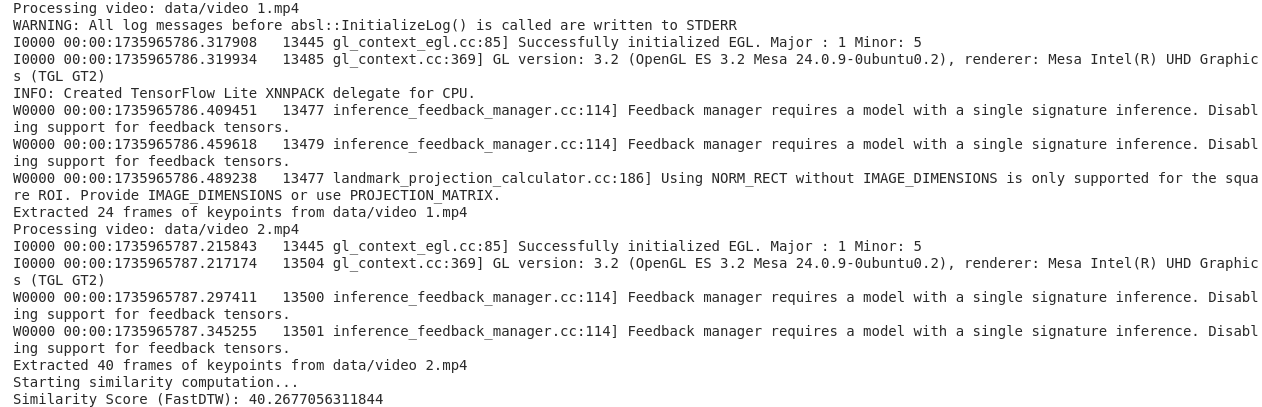 Processing video: data/video 1.mp4
WARNING: All log messages before absl::InitializeLog() is called are written to STDERR
I0000 00:00:1735965786.317908   13445 gl_context_egl.cc:85] Successfully initialized EGL. Major : 1 Minor: 5
I0000 00:00:1735965786.319934   13485 gl_context.cc:369] GL version: 3.2 (OpenGL ES 3.2 Mesa 24.0.9-0ubuntu0.2), renderer: Mesa Intel(R) UHD Graphic
s (TGL GT2)
INFO: Created TensorFlow Lite XNNPACK delegate for CPU.
W0000 00:00:1735965786.409451   13477 inference_feedback_manager.cc:114] Feedback manager requires a model with a single signature inference. Disabl
ing support for feedback tensors.
W0000 00:00:1735965786.459618   13479 inference_feedback_manager.cc:114] Feedback manager requires a model with a single signature inference. Disabl
ing support for feedback tensors.
W0000 00:00:1735965786.489238   13477 landmark_projection_calculator.cc:186] Using NORM_RECT without IMAGE_DIMENSIONS is only supported for the squa
re ROI. Provide IMAGE_DIMENSIONS or use PROJECTION_MATRIX.
Extracted 24 frames of keypoints from data/video 1.mp4
Processing video: data/video 2.mp4
I0000 00:00:1735965787.215843   13445 gl_context_egl.cc:85] Successfully initialized EGL. Major : 1 Minor: 5
I0000 00:00:1735965787.217174   13504 gl_context.cc:369] GL version: 3.2 (OpenGL ES 3.2 Mesa 24.0.9-0ubuntu0.2), renderer: Mesa Intel(R) UHD Graphic
s (TGL GT2)
W0000 00:00:1735965787.297411   13500 inference_feedback_manager.cc:114] Feedback manager requires a model with a single signature inference. Disabl
ing support for feedback tensors.
W0000 00:00:1735965787.345255   13501 inference_feedback_manager.cc:114] Feedback manager requires a model with a single signature inference. Disabl
ing support for feedback tensors.
Extracted 40 frames of keypoints from data/video 2.mp4
Starting similarity computation...
Similarity Score (FastDTW): 40.2677056311844